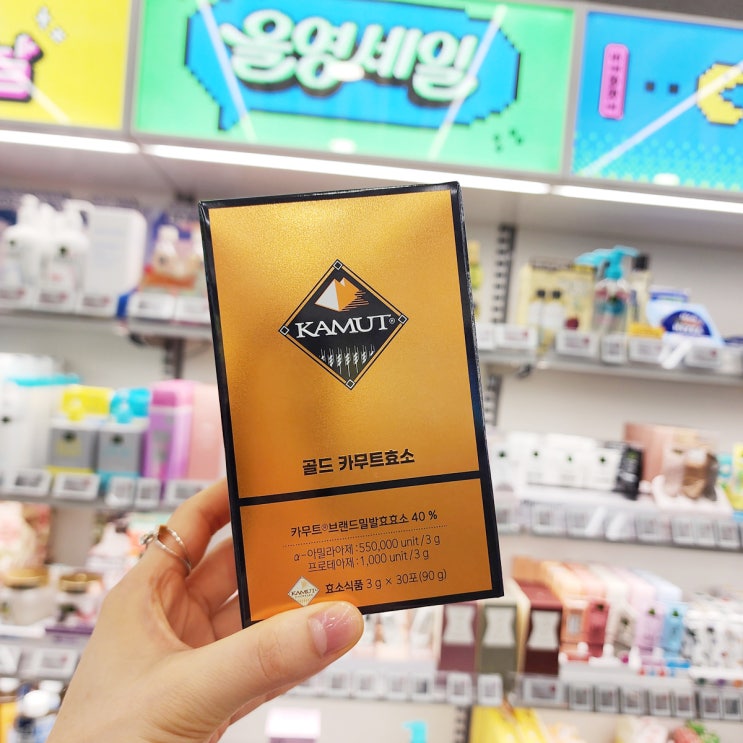 올영세일
KAMUT®
골드 카무트효소
카무트®브랜드밀발효효소 40 %
α-아밀라아제:550,000 unit/3 g
프로테아제:1,000 unit/3 g
KAMUT
효소식품 3 g × 30포(90 g)